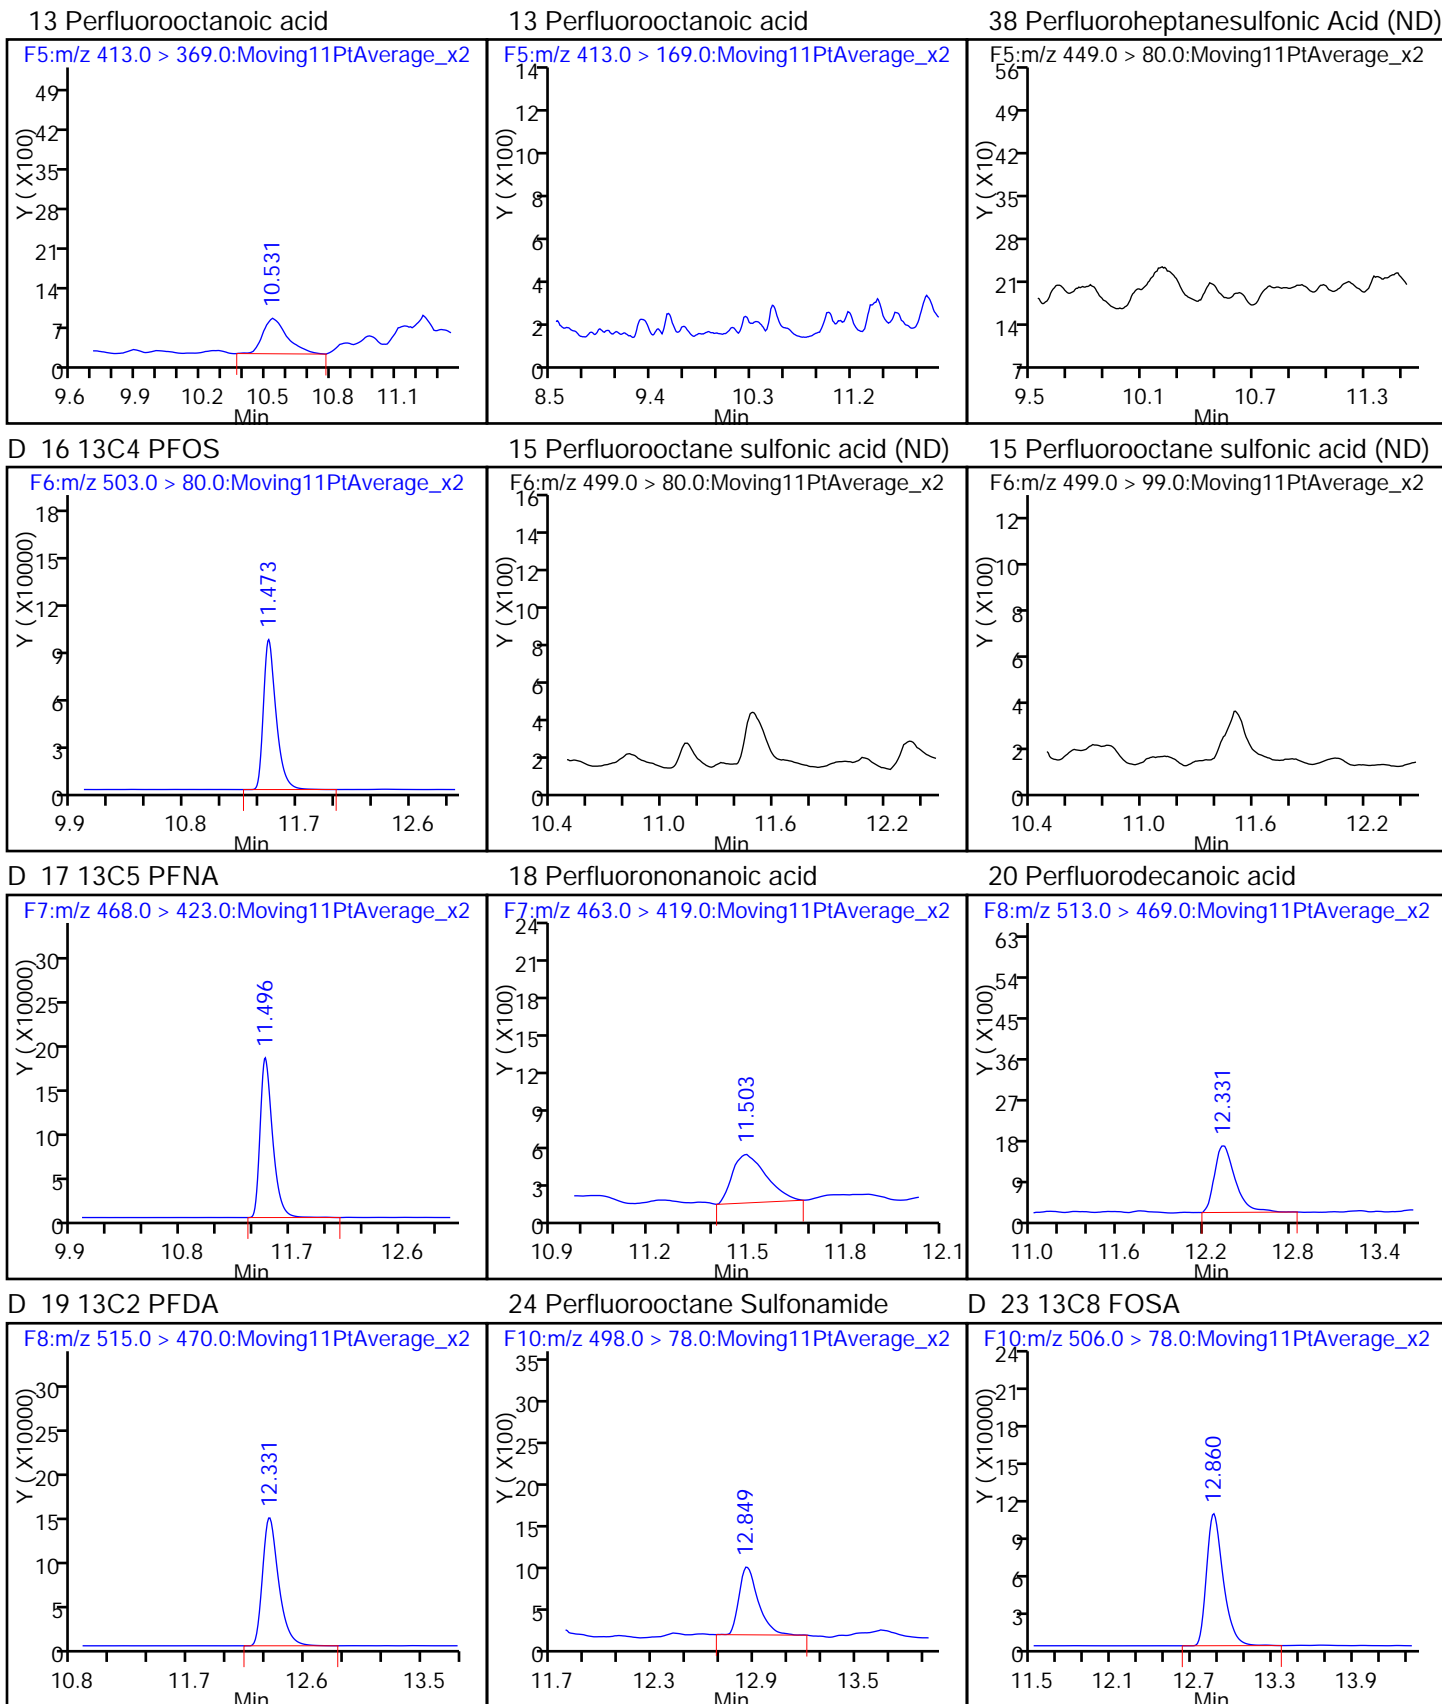 13 Perfluorooctanoic acid
F5:m/z 413.0 > 369.0:Moving11PtAverage_x2
Y ( X100)
49
42
35
28
21
14
7
0
10.531
9.6 9.9 10.2 10.5 10.8 11.1
Min
13 Perfluorooctanoic acid
F5:m/z 413.0 > 169.0:Moving11PtAverage_x2
Y ( X100)
14
12
10
8
6
4
2
0
8.5 9.4 10.3 11.2
Min
38 Perfluoroheptanesulfonic Acid (ND)
F5:m/z 449.0 > 80.0:Moving11PtAverage_x2
Y ( X10)
56
49
42
35
28
21
14
7
9.5 10.1 10.7 11.3
Min
D 16 13C4 PFOS
F6:m/z 503.0 > 80.0:Moving11PtAverage_x2
Y ( X10000)
18
15
12
9
6
3
0
11.473
9.9 10.8 11.7 12.6
Min
15 Perfluorooctane sulfonic acid (ND)
F6:m/z 499.0 > 80.0:Moving11PtAverage_x2
Y ( X100)
16
14
12
10
8
6
4
2
0
10.4 11.0 11.6 12.2
Min
15 Perfluorooctane sulfonic acid (ND)
F6:m/z 499.0 > 99.0:Moving11PtAverage_x2
Y ( X100)
12
10
8
6
4
2
0
10.4 11.0 11.6 12.2
Min
D 17 13C5 PFNA
F7:m/z 468.0 > 423.0:Moving11PtAverage_x2
Y ( X10000)
30
25
20
15
10
5
0
11.496
9.9 10.8 11.7 12.6
Min
18 Perfluorononanoic acid
F7:m/z 463.0 > 419.0:Moving11PtAverage_x2
Y ( X100)
24
21
18
15
12
9
6
3
0
11.503
10.9 11.2 11.5 11.8 12.1
Min
20 Perfluorodecanoic acid
F8:m/z 513.0 > 469.0:Moving11PtAverage_x2
Y ( X100)
63
54
45
36
27
18
9
0
12.331
11.0 11.6 12.2 12.8 13.4
Min
D 19 13C2 PFDA
F8:m/z 515.0 > 470.0:Moving11PtAverage_x2
Y ( X10000)
30
25
20
15
10
5
0
12.331
10.8 11.7 12.6 13.5
Min
24 Perfluorooctane Sulfonamide
F10:m/z 498.0 > 78.0:Moving11PtAverage_x2
Y ( X100)
35
30
25
20
15
10
5
0
12.849
11.7 12.3 12.9 13.5
Min
D 23 13C8 FOSA
F10:m/z 506.0 > 78.0:Moving11PtAverage_x2
Y ( X10000)
24
21
18
15
12
9
6
3
0
12.860
11.5 12.1 12.7 13.3 13.9
Min